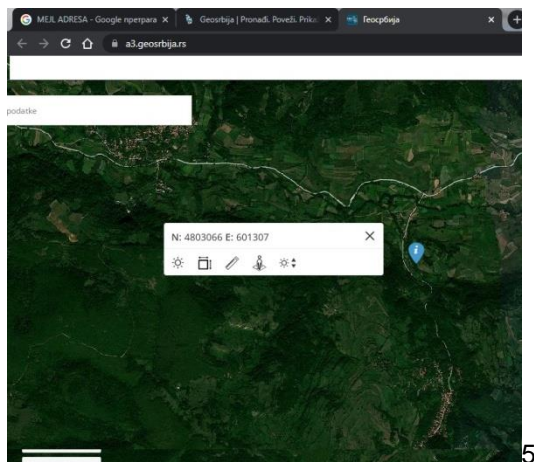 MEJL ADRESA - Google претрага
Geosrbija | Pronađi. Poveži. Prika
Геосрбија
a3.geosrbija.rs
podatke
N: 4803066 E: 601307
5